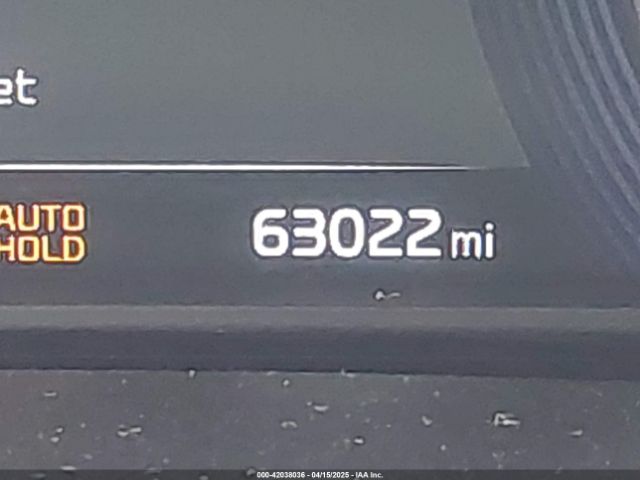 et
AUTO
HOLD
63022 mi
000-42038036 - 04/15/2025 - IAA Inc.